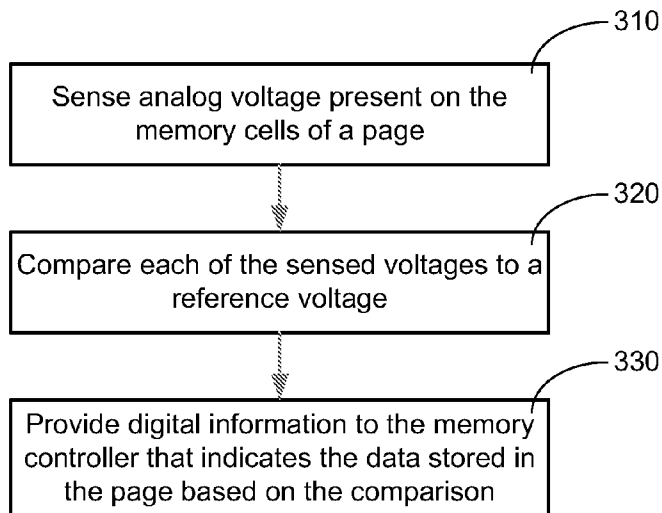 310
Sense analog voltage present on the
memory cells of a page
320
Compare each of the sensed voltages to a
reference voltage
330
Provide digital information to the memory
controller that indicates the data stored in
the page based on the comparison